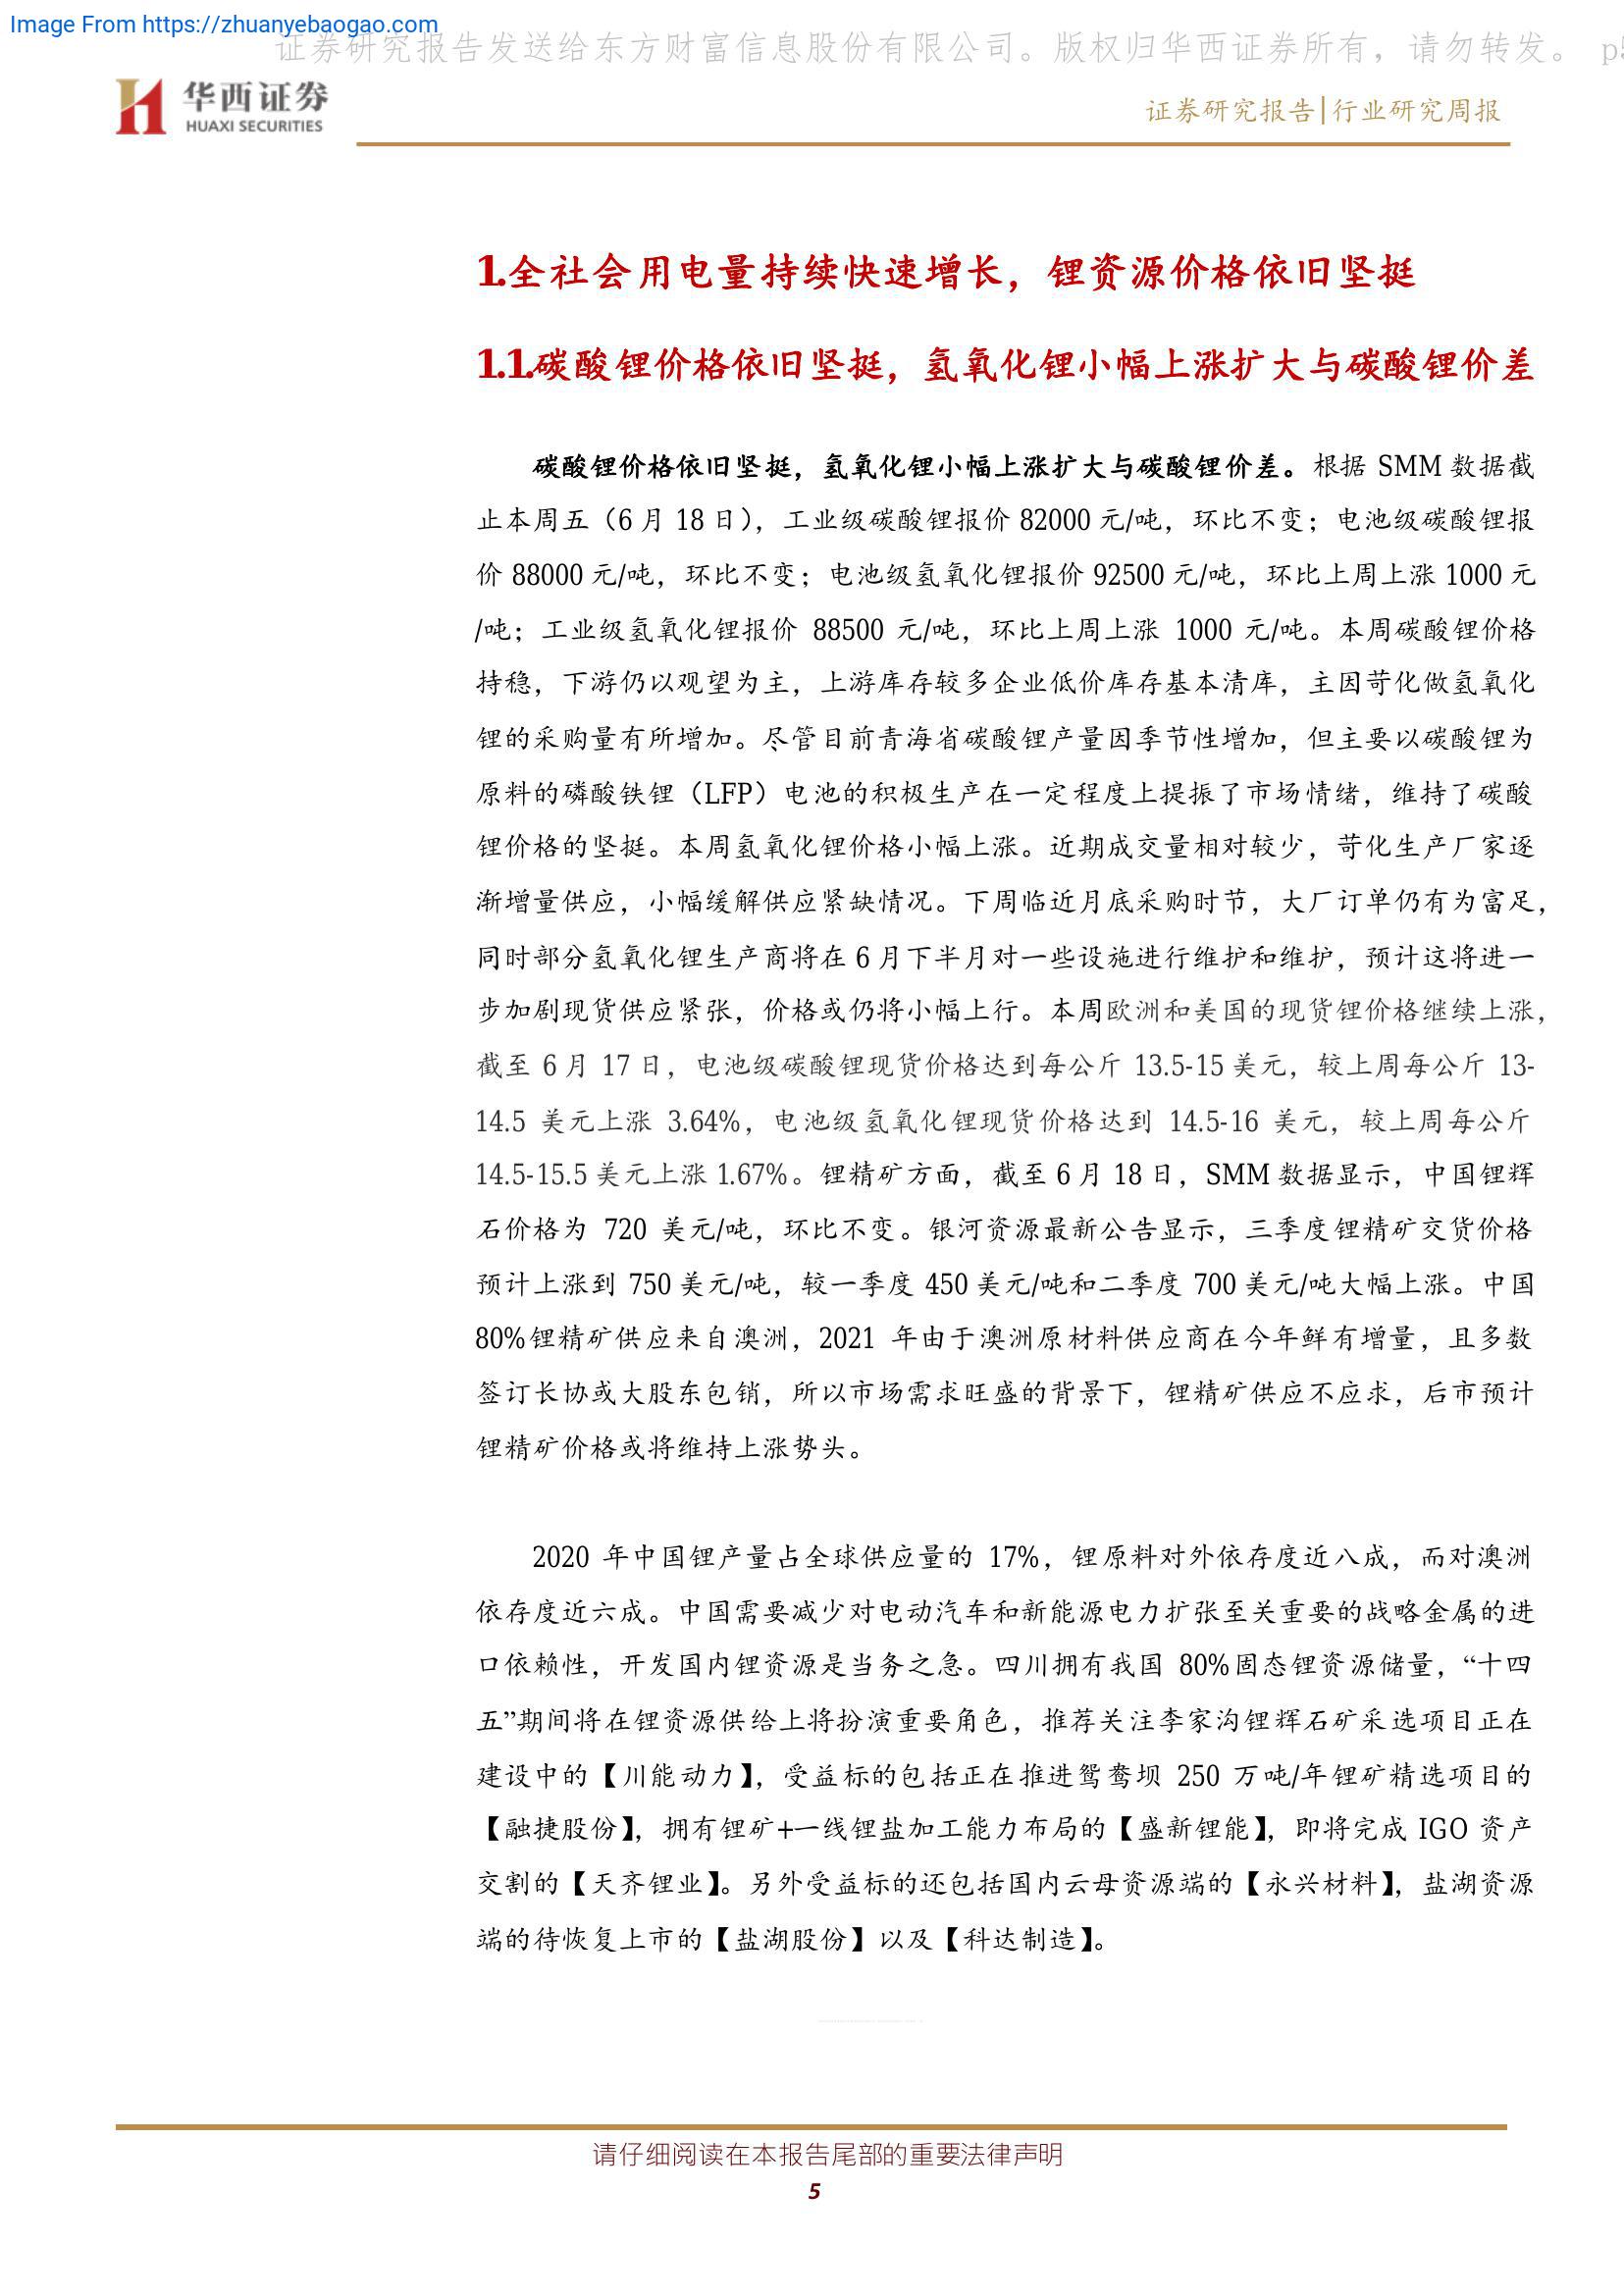 Image From https://zhuanyebaogao.com
证券研究报告发送给东方财富信息股份有限公司。版权归华西证券所有，请勿转发。 p5
华西证券
HUAXI SECURITIES
证券研究报告|行业研究周报
1.全社会用电量持续快速增长，锂资源价格依旧坚挺
1.1.碳酸锂价格依旧坚挺，氢氧化锂小幅上涨扩大与碳酸锂价差
碳酸锂价格依旧坚挺，氢氧化锂小幅上涨扩大与碳酸锂价差。根据 SMM 数据截
止本周五（6 月 18 日），工业级碳酸锂报价 82000 元/吨，环比不变；电池级碳酸锂报
价 88000 元/吨，环比不变；电池级氢氧化锂报价 92500 元/吨，环比上周上涨 1000 元
/吨；工业级氢氧化锂报价 88500 元/吨，环比上周上涨 1000 元/吨。本周碳酸锂价格
持稳，下游仍以观望为主，上游库存较多企业低价库存基本清库，主因苛化做氢氧化
锂的采购量有所增加。尽管目前青海省碳酸锂产量因季节性增加，但主要以碳酸锂为
原料的磷酸铁锂（LFP）电池的积极生产在一定程度上提振了市场情绪，维持了碳酸
锂价格的坚挺。本周氢氧化锂价格小幅上涨。近期成交量相对较少，苛化生产厂家逐
渐增量供应，小幅缓解供应紧缺情况。下周临近月底采购时节，大厂订单仍有为富足，
同时部分氢氧化锂生产商将在 6 月下半月对一些设施进行维护和维护，预计这将进一
步加剧现货供应紧张，价格或仍将小幅上行。本周欧洲和美国的现货锂价格继续上涨，
截至 6 月 17 日，电池级碳酸锂现货价格达到每公斤 13.5-15 美元，较上周每公斤 13-
14.5 美元上涨 3.64%，电池级氢氧化锂现货价格达到 14.5-16 美元，较上周每公斤
14.5-15.5 美元上涨 1.67%。锂精矿方面，截至 6 月 18 日，SMM 数据显示，中国锂辉
石价格为 720 美元/吨，环比不变。银河资源最新公告显示，三季度锂精矿交货价格
预计上涨到 750 美元/吨，较一季度 450 美元/吨和二季度 700 美元/吨大幅上涨。中国
80%锂精矿供应来自澳洲，2021 年由于澳洲原材料供应商在今年鲜有增量，且多数
签订长协或大股东包销，所以市场需求旺盛的背景下，锂精矿供应不应求，后市预计
锂精矿价格或将维持上涨势头。
2020 年中国锂产量占全球供应量的 17%，锂原料对外依存度近八成，而对澳洲
依存度近六成。中国需要减少对电动汽车和新能源电力扩张至关重要的战略金属的进
口依赖性，开发国内锂资源是当务之急。四川拥有我国 80%固态锂资源储量，“十四
五”期间将在锂资源供给上将扮演重要角色，推荐关注李家沟锂辉石矿采选项目正在
建设中的【川能动力】，受益标的包括正在推进鸳鸯坝 250 万吨/年锂矿精选项目的
【融捷股份】，拥有锂矿+一线锂盐加工能力布局的【盛新锂能】，即将完成 IGO 资产
交割的【天齐锂业】。另外受益标的还包括国内云母资源端的【永兴材料】，盐湖资源
端的待恢复上市的【盐湖股份】以及【科达制造】。
请仔细阅读在本报告尾部的重要法律声明
5